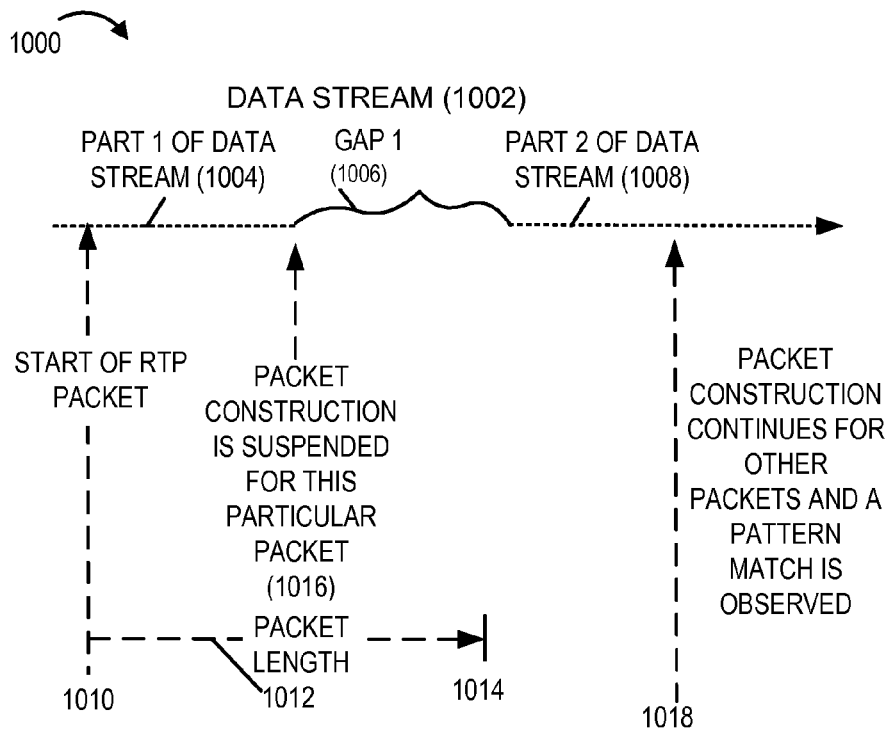 1000
DATA STREAM (1002)
PART 1 OF DATA
STREAM (1004)
GAP 1
(1006)
PART 2 OF DATA
STREAM (1008)
START OF RTP
PACKET
PACKET
CONSTRUCTION
IS SUSPENDED
FOR THIS
PARTICULAR
PACKET
(1016)
PACKET
CONSTRUCTION
CONTINUES FOR
OTHER
PACKETS AND A
PATTERN
MATCH IS
OBSERVED
PACKET
LENGTH
1010
1012
1014
1018